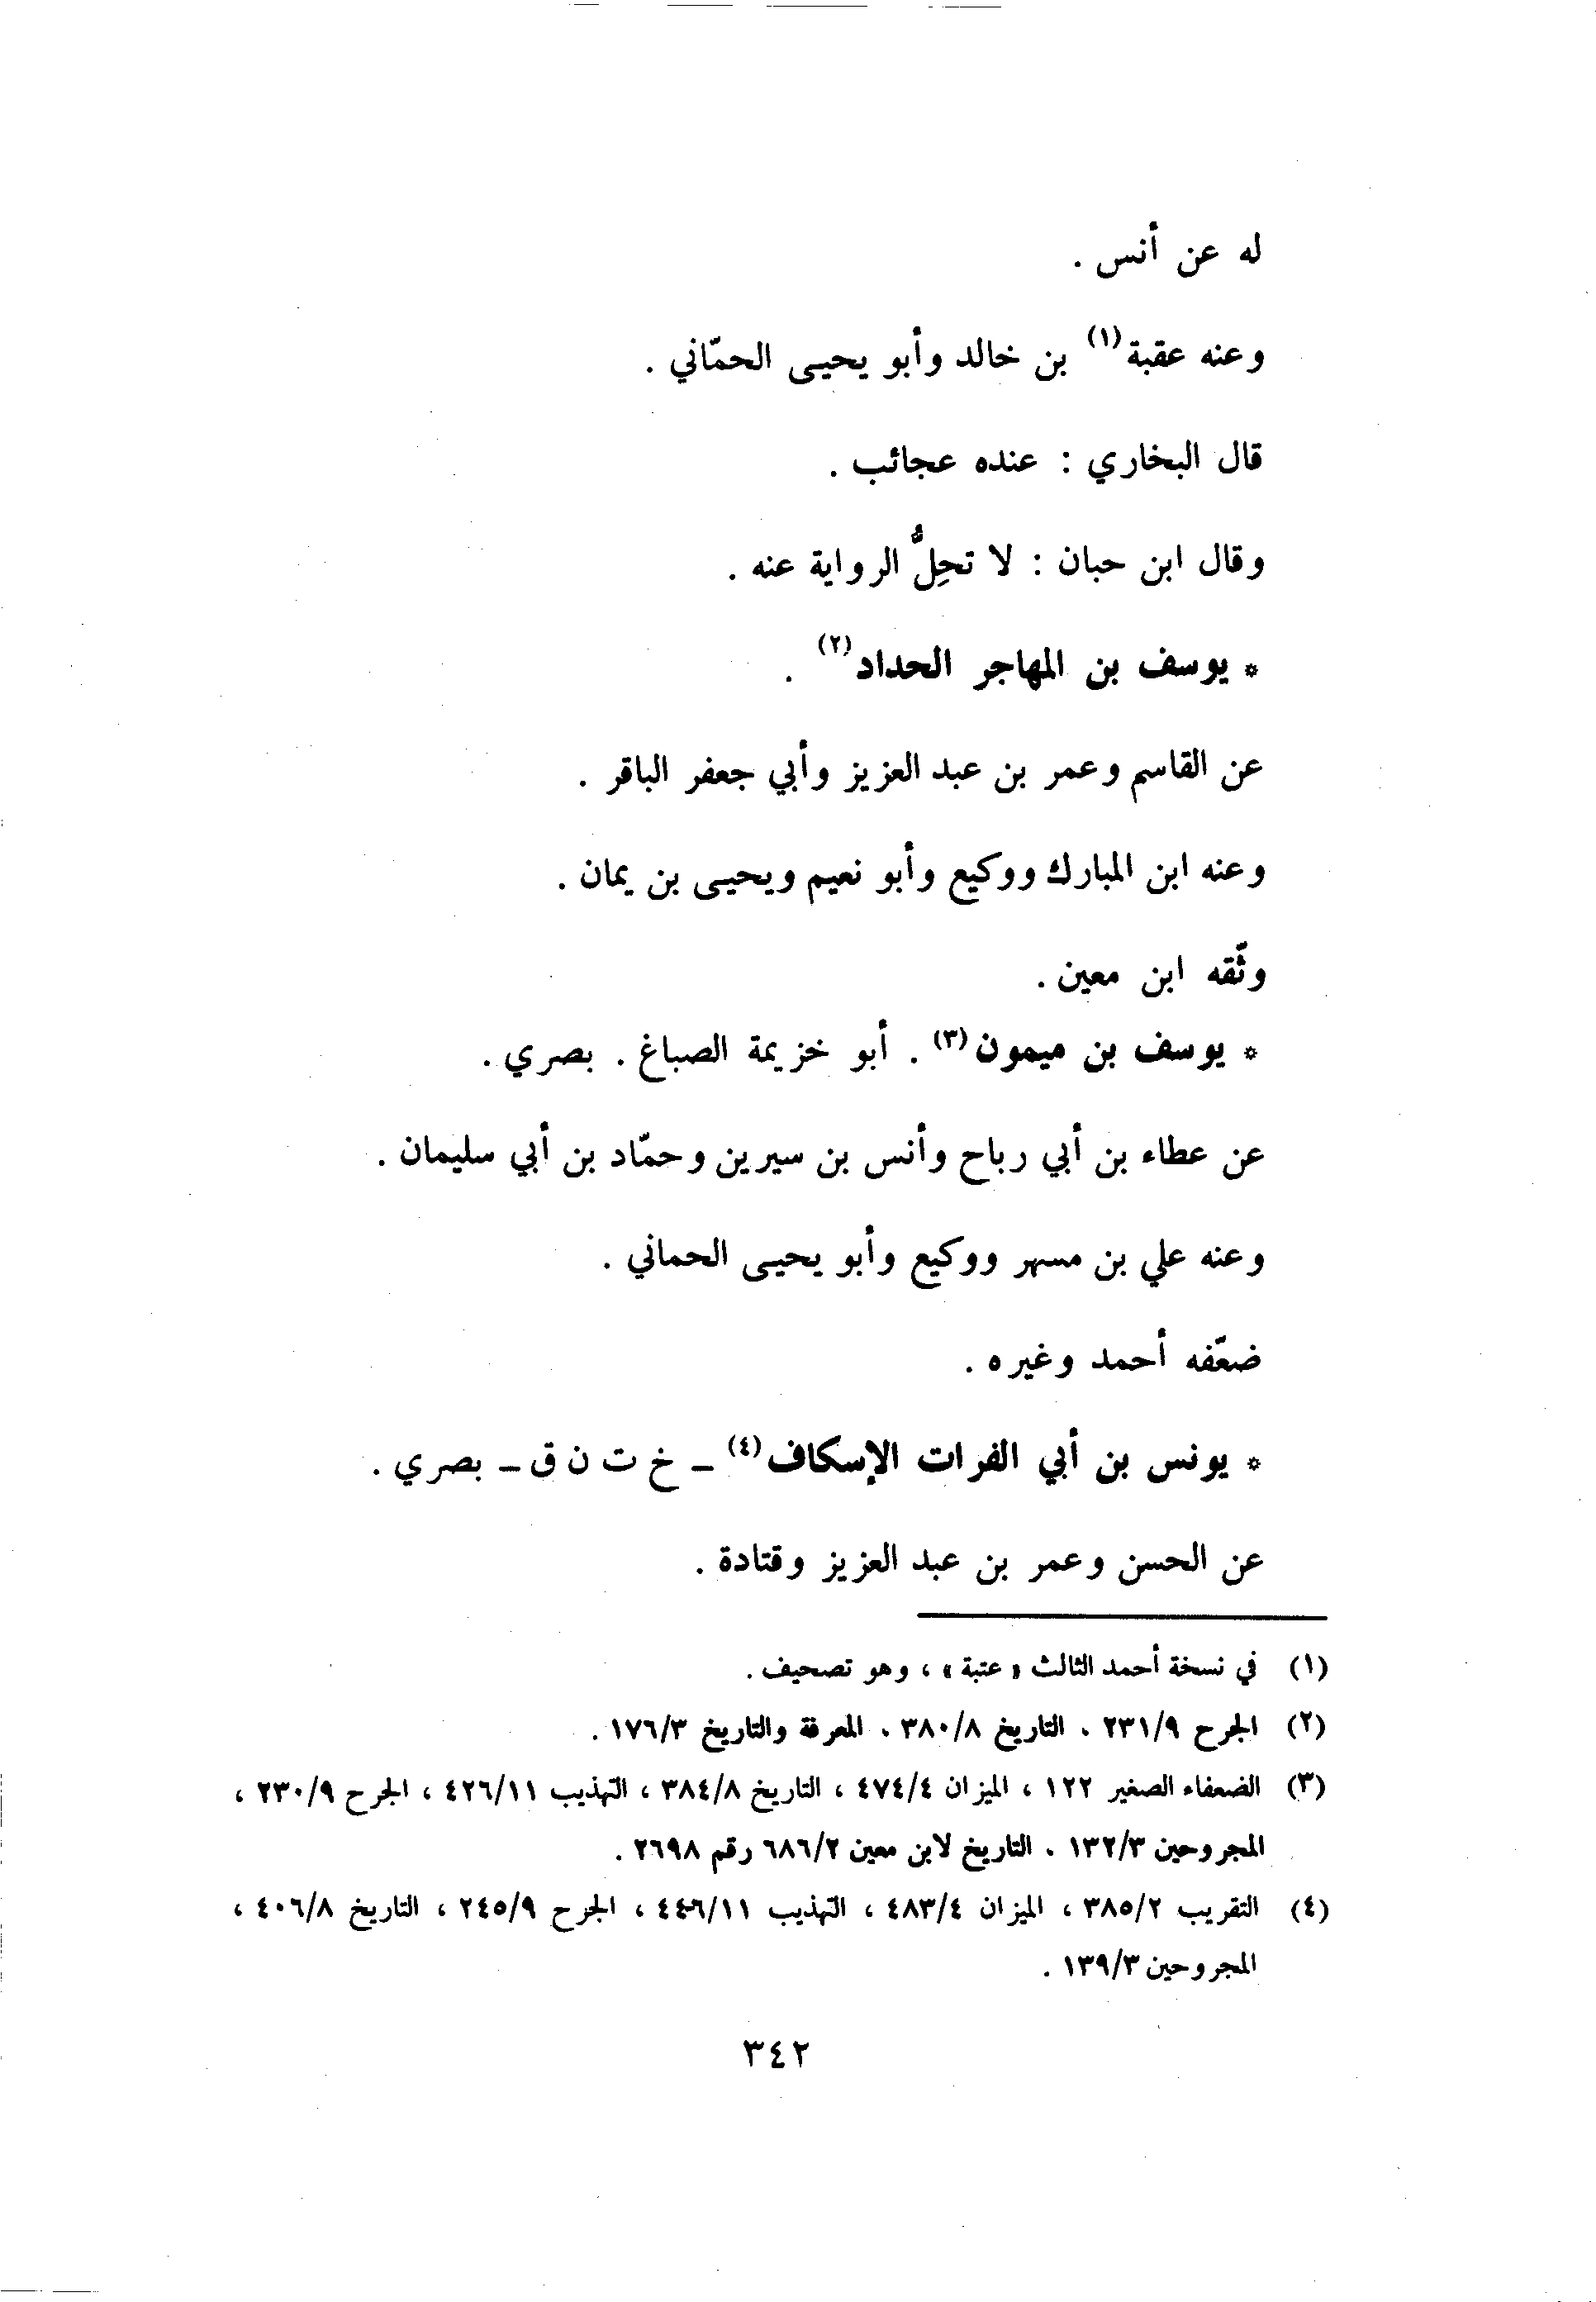 له عن أنس .
وعنه عقبة(١) بن خالد وأبو يحيى الحمّاني .
قال البخاري : عنده عجائب .
وقال ابن حبان : لا تحِلُّ الرواية عنه .
* يوسف بن المهاجر الحداد(٢) .
عن القاسم وعمر بن عبد العزيز وأبي جعفر الباقر .
وعنه ابن المبارك ووكيع وأبو نعيم ويحيى بن يمان .
وثّقه ابن معين .
* يوسف بن ميمون(٣) . أبو خزيمة الصباغ . بصري .
عن عطاء بن أبي رباح وأنس بن سيرين وحمّاد بن أبي سليمان .
وعنه علي بن مسهر ووكيع وأبو يحيى الحماني .
ضعّفه أحمد وغيره .
* يونس بن أبي الفرات الإسكاف(٤) – خ ت ن ق – بصري .
عن الحسن وعمر بن عبد العزيز وقتادة .
(١) في نسخة أحمد الثالث « عتبة » ، وهو تصحيف .
(٢) الجرح ٢٣١/٩ ، التاريخ ٣٨٠/٨ ، المعرفة والتاريخ ١٧٦/٣ .
(٣) الضعفاء الصغير ١٢٢ ، الميزان ٤٧٤/٤ ، التاريخ ٣٨٤/٨ ، التهذيب ٤٢٦/١١ ، الجرح ٢٣٠/٩ ،
المجروحين ١٣٢/٣ ، التاريخ لابن معين ٦٨٦/٢ رقم ٢٦٩٨ .
(٤) التقريب ٣٨٥/٢ ، الميزان ٤٨٣/٤ ، التهذيب ٤٤٦/١١ ، الجرح ٢٤٥/٩ ، التاريخ ٤٠٦/٨ ،
المجروحين ١٣٩/٣ .
٣٤٢